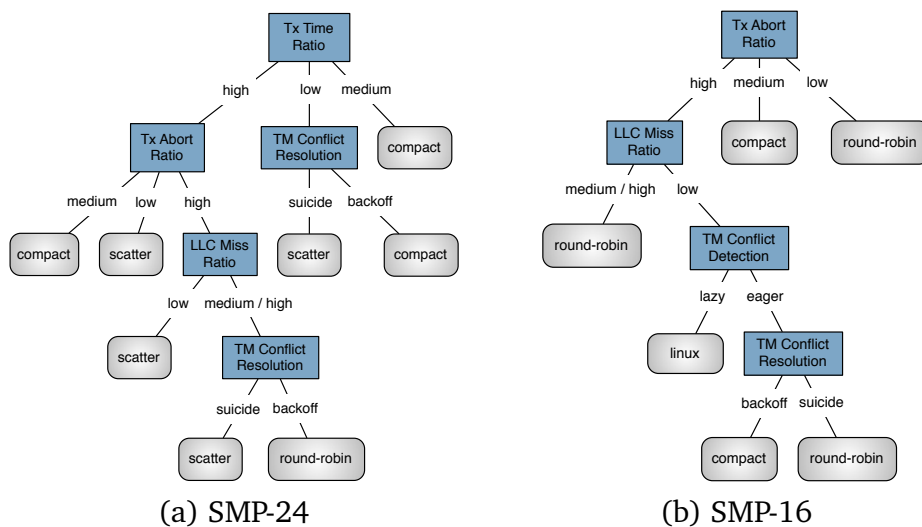 Tx Time
Ratio
high
low
medium
Tx Abort
Ratio
TM Conflict
Resolution
compact
medium
low
high
suicide
backoff
compact
scatter
LLC Miss
Ratio
scatter
compact
low
medium / high
scatter
TM Conflict
Resolution
suicide
backoff
scatter
round-robin
(a) SMP-24
Tx Abort
Ratio
high
medium
low
LLC Miss
Ratio
compact
round-robin
medium / high
low
round-robin
TM Conflict
Detection
lazy
eager
linux
TM Conflict
Resolution
backoff
suicide
compact
round-robin
(b) SMP-16